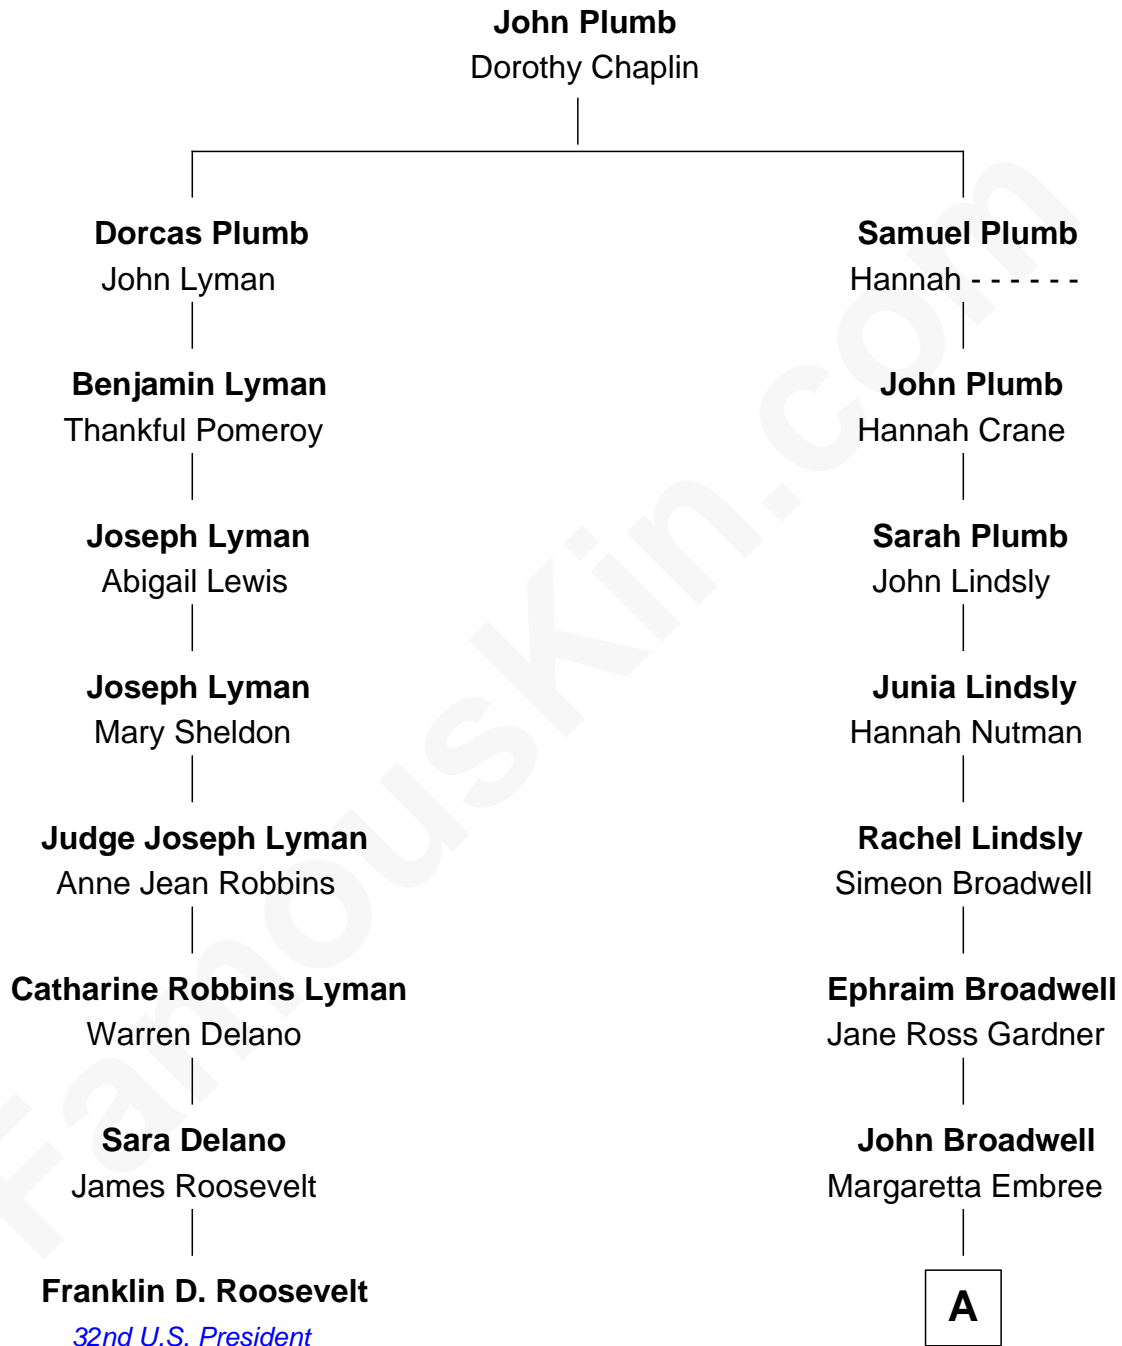 John Plumb
Dorothy Chaplin
Dorcas Plumb
John Lyman
Samuel Plumb
Hannah - - - - - -
Benjamin Lyman
Thankful Pomeroy
John Plumb
Hannah Crane
Joseph Lyman
Abigail Lewis
Sarah Plumb
John Lindsly
Joseph Lyman
Mary Sheldon
Junia Lindsly
Hannah Nutman
Judge Joseph Lyman
Anne Jean Robbins
Rachel Lindsly
Simeon Broadwell
Catharine Robbins Lyman
Warren Delano
Ephraim Broadwell
Jane Ross Gardner
Sara Delano
James Roosevelt
John Broadwell
Margaretta Embree
Franklin D. Roosevelt
32nd U.S. President
A
FamousKin.com